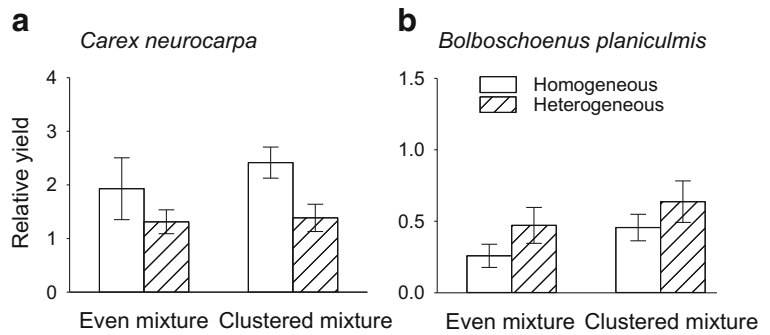 a Carex neurocarpa
b Bolboschoenus planiculmis
Relative yield
4
3
2
1
0
Even mixture Clustered mixture
1.5
1.0
0.5
0.0
Homogeneous
Heterogeneous
Even mixture Clustered mixture